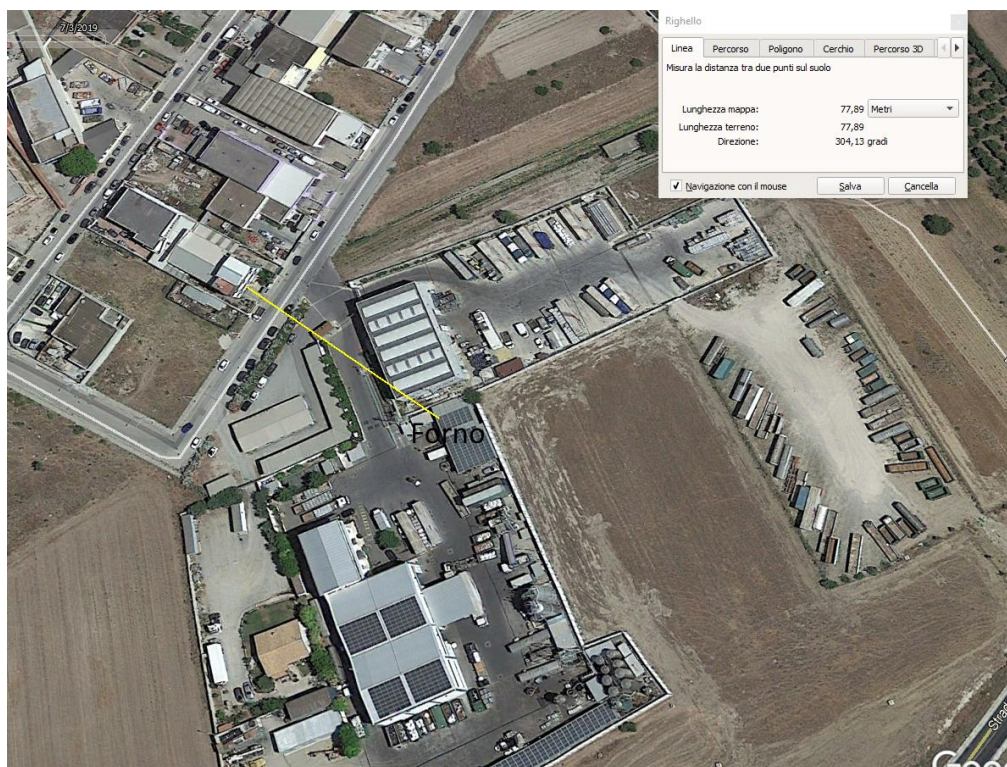 7/3/2019
Righello
Linea Percorso Poligono Cerchio Percorso 3D
Misura la distanza tra due punti sul suolo
Lunghezza mappa: 77,89 Metri
Lunghezza terreno: 77,89
Direzione: 304,13 gradi
Navigazione con il mouse Salva Cancella
Forno